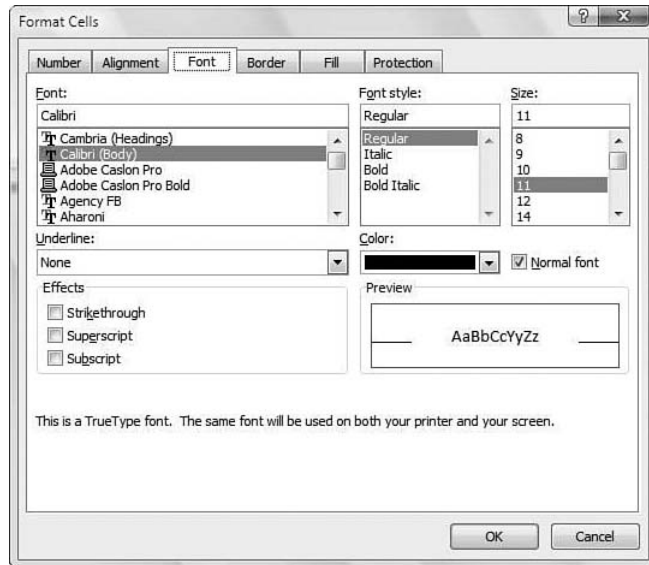 Format Cells
Number Alignment Font Border Fill Protection
Font: Font style: Size:
Calibri Regular 11
Cambria (Headings) Regular 8
Calibri (Body) Italic 9
Adobe Caslon Pro Bold 10
Adobe Caslon Pro Bold Bold Italic 11
Agency FB 12
Aharoni 14
Underline: Color:
None Normal font
Effects Preview
Strikethrough
Superscript AaBbCcYyZz
Subscript
This is a TrueType font. The same font will be used on both your printer and your screen.
OK Cancel